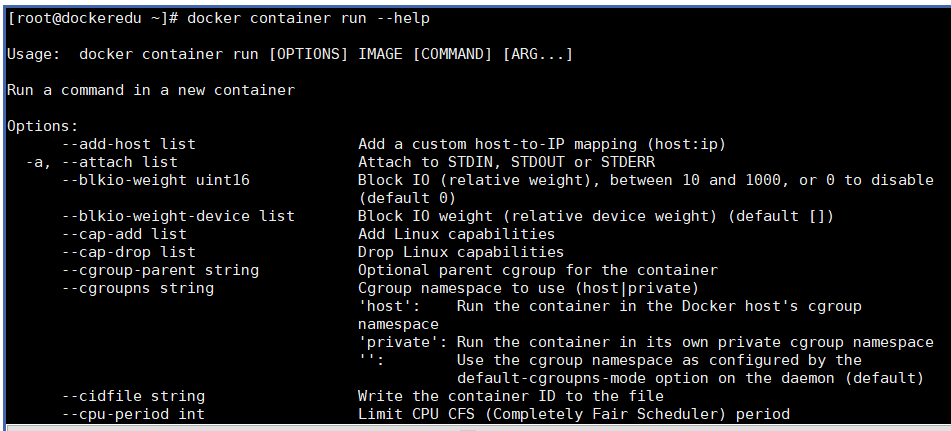 [root@dockeredu ~]# docker container run --help
Usage:  docker container run [OPTIONS] IMAGE [COMMAND] [ARG...]
Run a command in a new container
Options:
      --add-host list                  Add a custom host-to-IP mapping (host:ip)
  -a, --attach list                    Attach to STDIN, STDOUT or STDERR
      --blkio-weight uint16            Block IO (relative weight), between 10 and 1000, or 0 to disable
                                       (default 0)
      --blkio-weight-device list       Block IO weight (relative device weight) (default [])
      --cap-add list                   Add Linux capabilities
      --cap-drop list                  Drop Linux capabilities
      --cgroup-parent string           Optional parent cgroup for the container
      --cgroupns string                Cgroup namespace to use (host|private)
                                       'host':    Run the container in the Docker host's cgroup
                                       namespace
                                       'private': Run the container in its own private cgroup namespace
                                       '':        Use the cgroup namespace as configured by the
                                                  default-cgroupns-mode option on the daemon (default)
      --cidfile string                 Write the container ID to the file
      --cpu-period int                 Limit CPU CFS (Completely Fair Scheduler) period